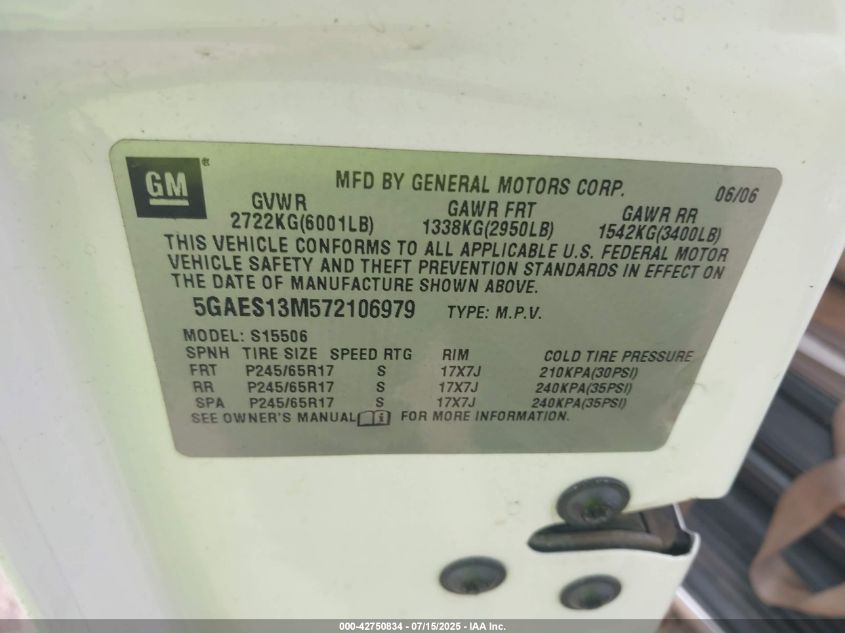 GM®
MFD BY GENERAL MOTORS CORP. 06/06
GVWR GAWR FRT GAWR RR
2722KG(6001LB) 1338KG(2950LB) 1542KG(3400LB)
THIS VEHICLE CONFORMS TO ALL APPLICABLE U.S. FEDERAL MOTOR
VEHICLE SAFETY AND THEFT PREVENTION STANDARDS IN EFFECT ON
THE DATE OF MANUFACTURE SHOWN ABOVE.
5GAES13M572106979 TYPE: M.P.V.
MODEL: S15506
SPNH TIRE SIZE SPEED RTG RIM COLD TIRE PRESSURE
FRT P245/65R17 S 17X7J 210KPA(30PSI)
RR P245/65R17 S 17X7J 240KPA(35PSI)
SPA P245/65R17 S 17X7J 240KPA(35PSI)
SEE OWNER'S MANUAL i FOR MORE INFORMATION.
000-42750834 - 07/15/2025 - IAA Inc.